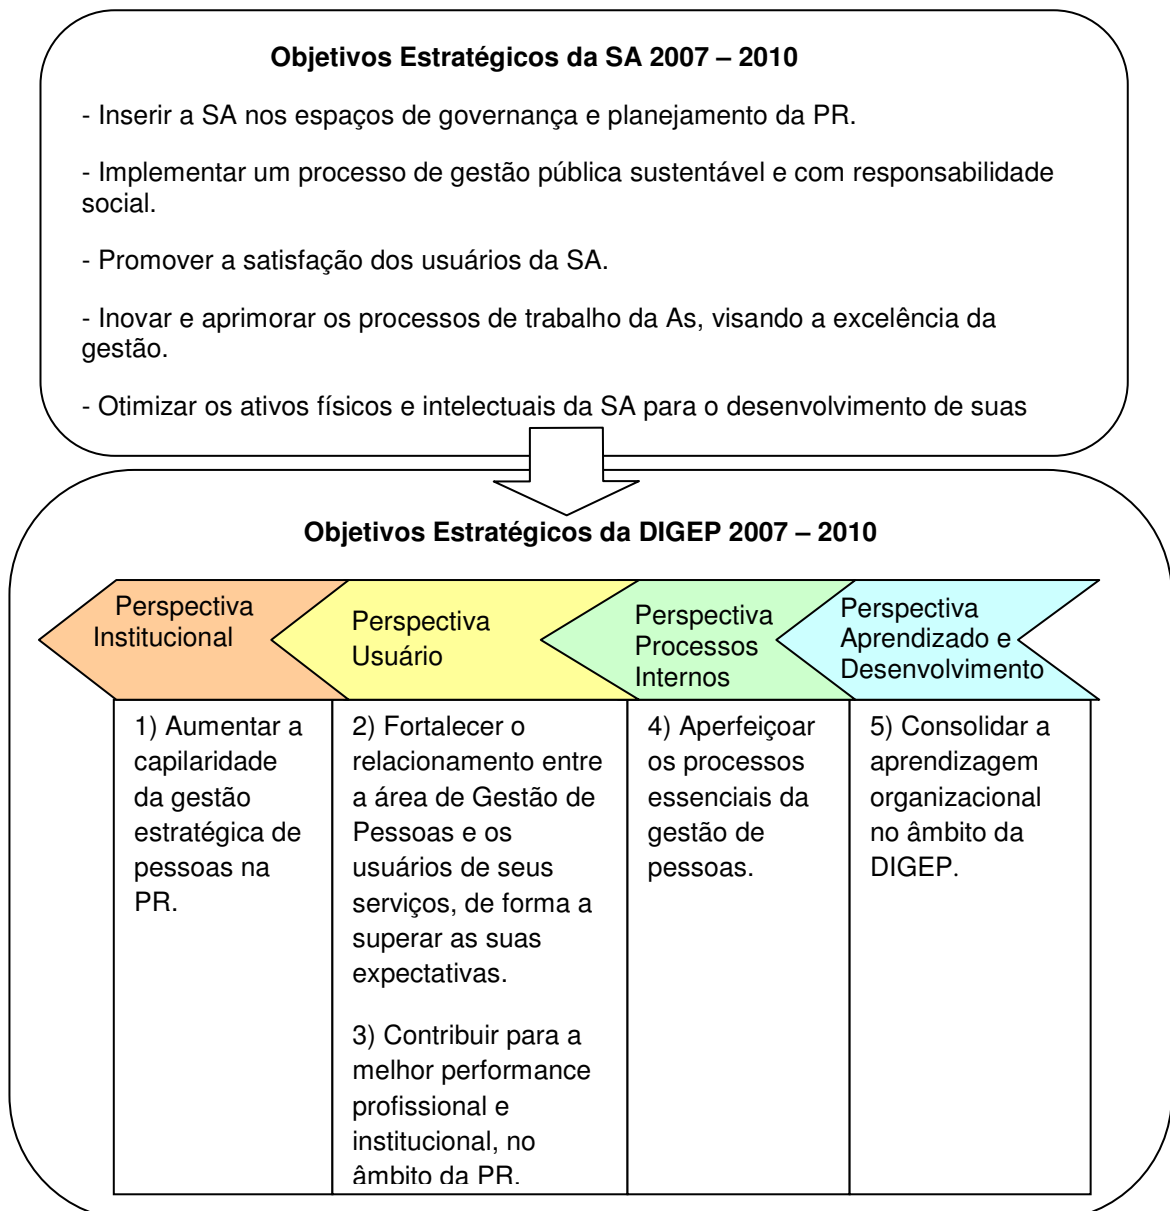 Objetivos Estratégicos da SA 2007 – 2010
- Inserir a SA nos espaços de governança e planejamento da PR.
- Implementar um processo de gestão pública sustentável e com responsabilidade
social.
- Promover a satisfação dos usuários da SA.
- Inovar e aprimorar os processos de trabalho da As, visando a excelência da
gestão.
- Otimizar os ativos físicos e intelectuais da SA para o desenvolvimento de suas
Objetivos Estratégicos da DIGEP 2007 – 2010
Perspectiva
Institucional
Perspectiva
Usuário
Perspectiva
Processos
Internos
Perspectiva
Aprendizado e
Desenvolvimento
1) Aumentar a
capilaridade
da gestão
estratégica de
pessoas na
PR.
2) Fortalecer o
relacionamento entre
a área de Gestão de
Pessoas e os
usuários de seus
serviços, de forma a
superar as suas
expectativas.
3) Contribuir para a
melhor performance
profissional e
institucional, no
âmbito da PR.
4) Aperfeiçoar
os processos
essenciais da
gestão de
pessoas.
5) Consolidar a
aprendizagem
organizacional
no âmbito da
DIGEP.